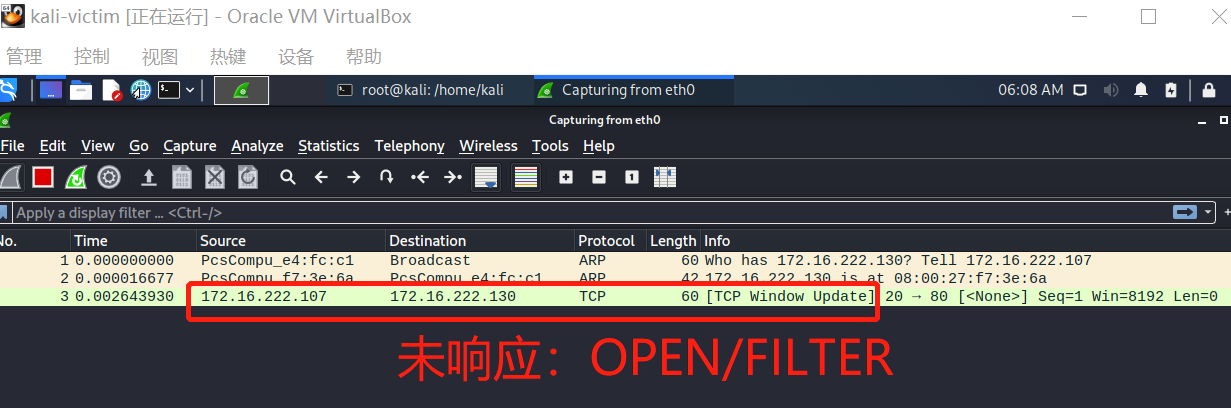 kali-victim [正在运行] - Oracle VM VirtualBox
管理 控制 视图 热键 设备 帮助
root@kali: /home/kali Capturing from eth0 06:08 AM
Capturing from eth0
File Edit View Go Capture Analyze Statistics Telephony Wireless Tools Help
Apply a display filter … <Ctrl-/>
No. Time Source Destination Protocol Length Info
1 0.000000000 PcsCompu_e4:fc:c1 Broadcast ARP 60 Who has 172.16.222.130? Tell 172.16.222.107
2 0.000016677 PcsCompu_f7:3e:6a PcsCompu_e4:fc:c1 ARP 42 172.16.222.130 is at 08:00:27:f7:3e:6a
3 0.002643930 172.16.222.107 172.16.222.130 TCP 60 [TCP Window Update] 20 → 80 [<None>] Seq=1 Win=8192 Len=0
未响应：OPEN/FILTER